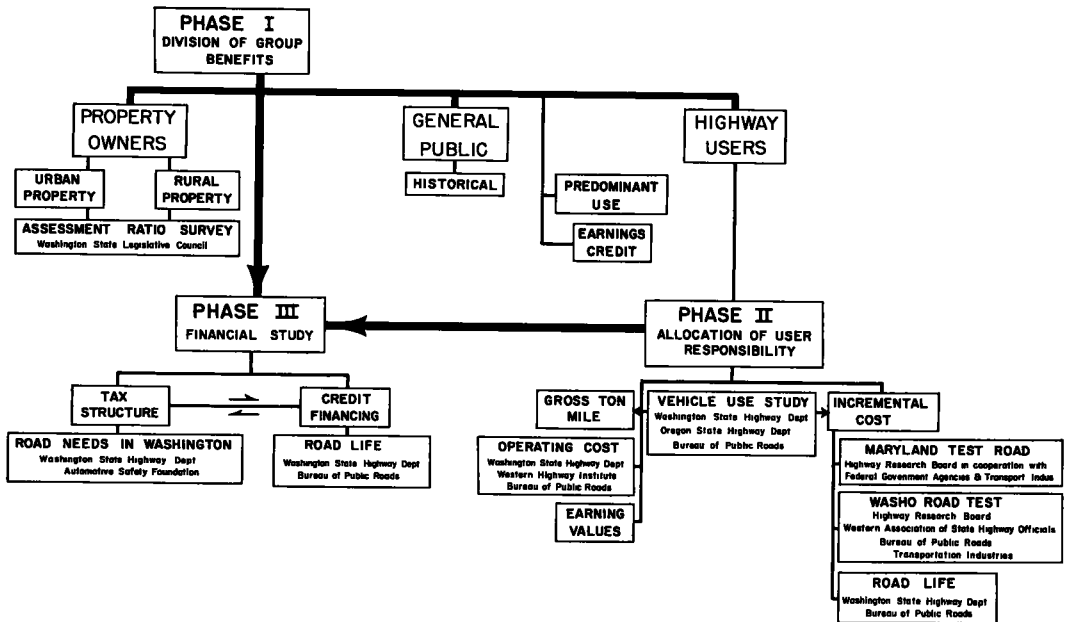 PHASE I
DIVISION OF GROUP
BENEFITS
PROPERTY
OWNERS
GENERAL
PUBLIC
HIGHWAY
USERS
URBAN
PROPERTY
RURAL
PROPERTY
HISTORICAL
PREDOMINANT
USE
ASSESSMENT RATIO SURVEY
Washington State Legislative Council
EARNINGS
CREDIT
PHASE III
FINANCIAL STUDY
PHASE II
ALLOCATION OF USER
RESPONSIBILITY
TAX
STRUCTURE
CREDIT
FINANCING
GROSS TON
MILE
VEHICLE USE STUDY
Washington State Highway Dept
Oregon State Highway Dept
Bureau of Public Roads
INCREMENTAL
COST
ROAD NEEDS IN WASHINGTON
Washington State Highway Dept
Automotive Safety Foundation
ROAD LIFE
Washington State Highway Dept
Bureau of Public Roads
OPERATING COST
Washington State Highway Dept
Western Highway Institute
Bureau of Public Roads
EARNING
VALUES
MARYLAND TEST ROAD
Highway Research Board in cooperation with
Federal Govenment Agencies & Transport Indus
WASHO ROAD TEST
Highway Research Board
Western Association of State Highway Officials
Bureau of Public Roads
Transportation Industries
ROAD LIFE
Washington State Highway Dept
Bureau of Public Roads